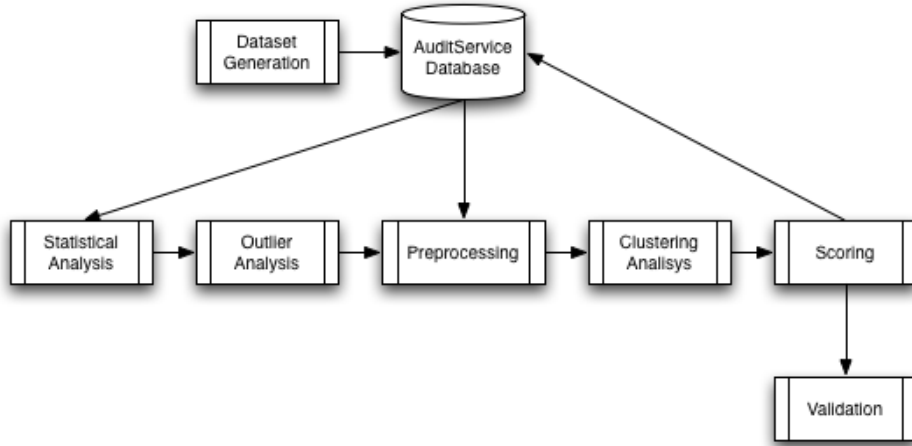 Dataset
Generation
AuditService
Database
Statistical
Analysis
Outlier
Analysis
Preprocessing
Clustering
Analisys
Scoring
Validation